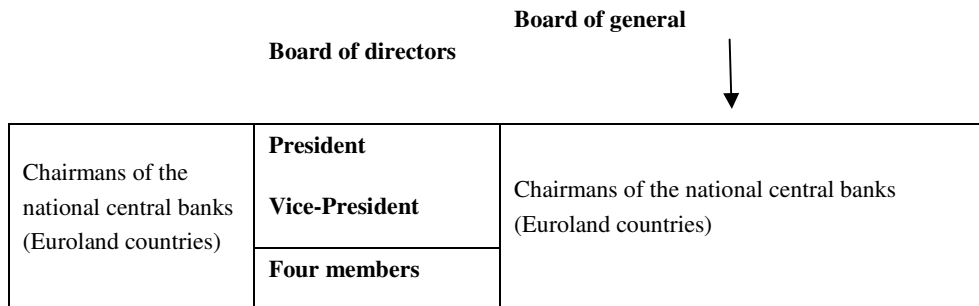 Board of general
Board of directors
Chairmans of the
national central banks
(Euroland countries)
President
Vice-President
Four members
Chairmans of the national central banks
(Euroland countries)